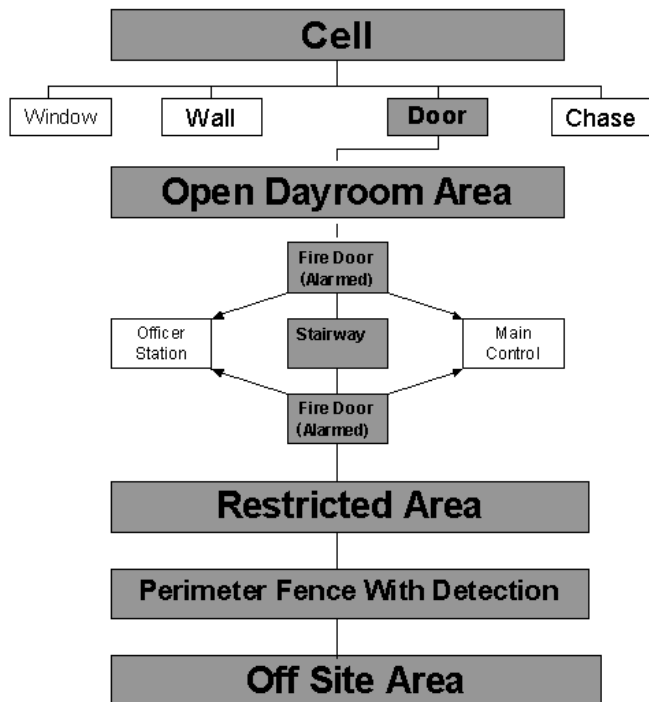 Cell
Window
Wall
Door
Chase
Open Dayroom Area
Fire Door
(Alarmed)
Officer
Station
Stairway
Main
Control
Fire Door
(Alarmed)
Restricted Area
Perimeter Fence With Detection
Off Site Area